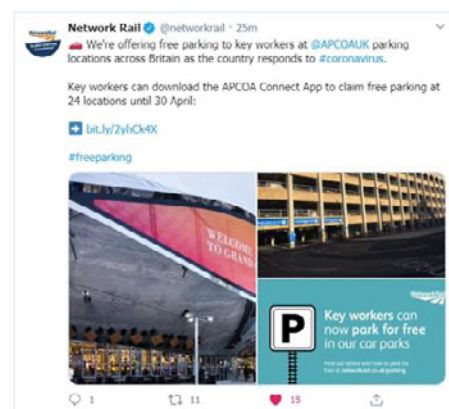 Network Rail @networkrail · 25m
🚗 We're offering free parking to key workers at @APCOAUK parking
locations across Britain as the country responds to #coronavirus.
Key workers can download the APCOA Connect App to claim free parking at
24 locations until 30 April:
➡️ bit.ly/2yhCk4X
#freeparking
WELCOME
TO GRAND
NetworkRail
P
Key workers can
now park for free
in our car parks
1 11 15